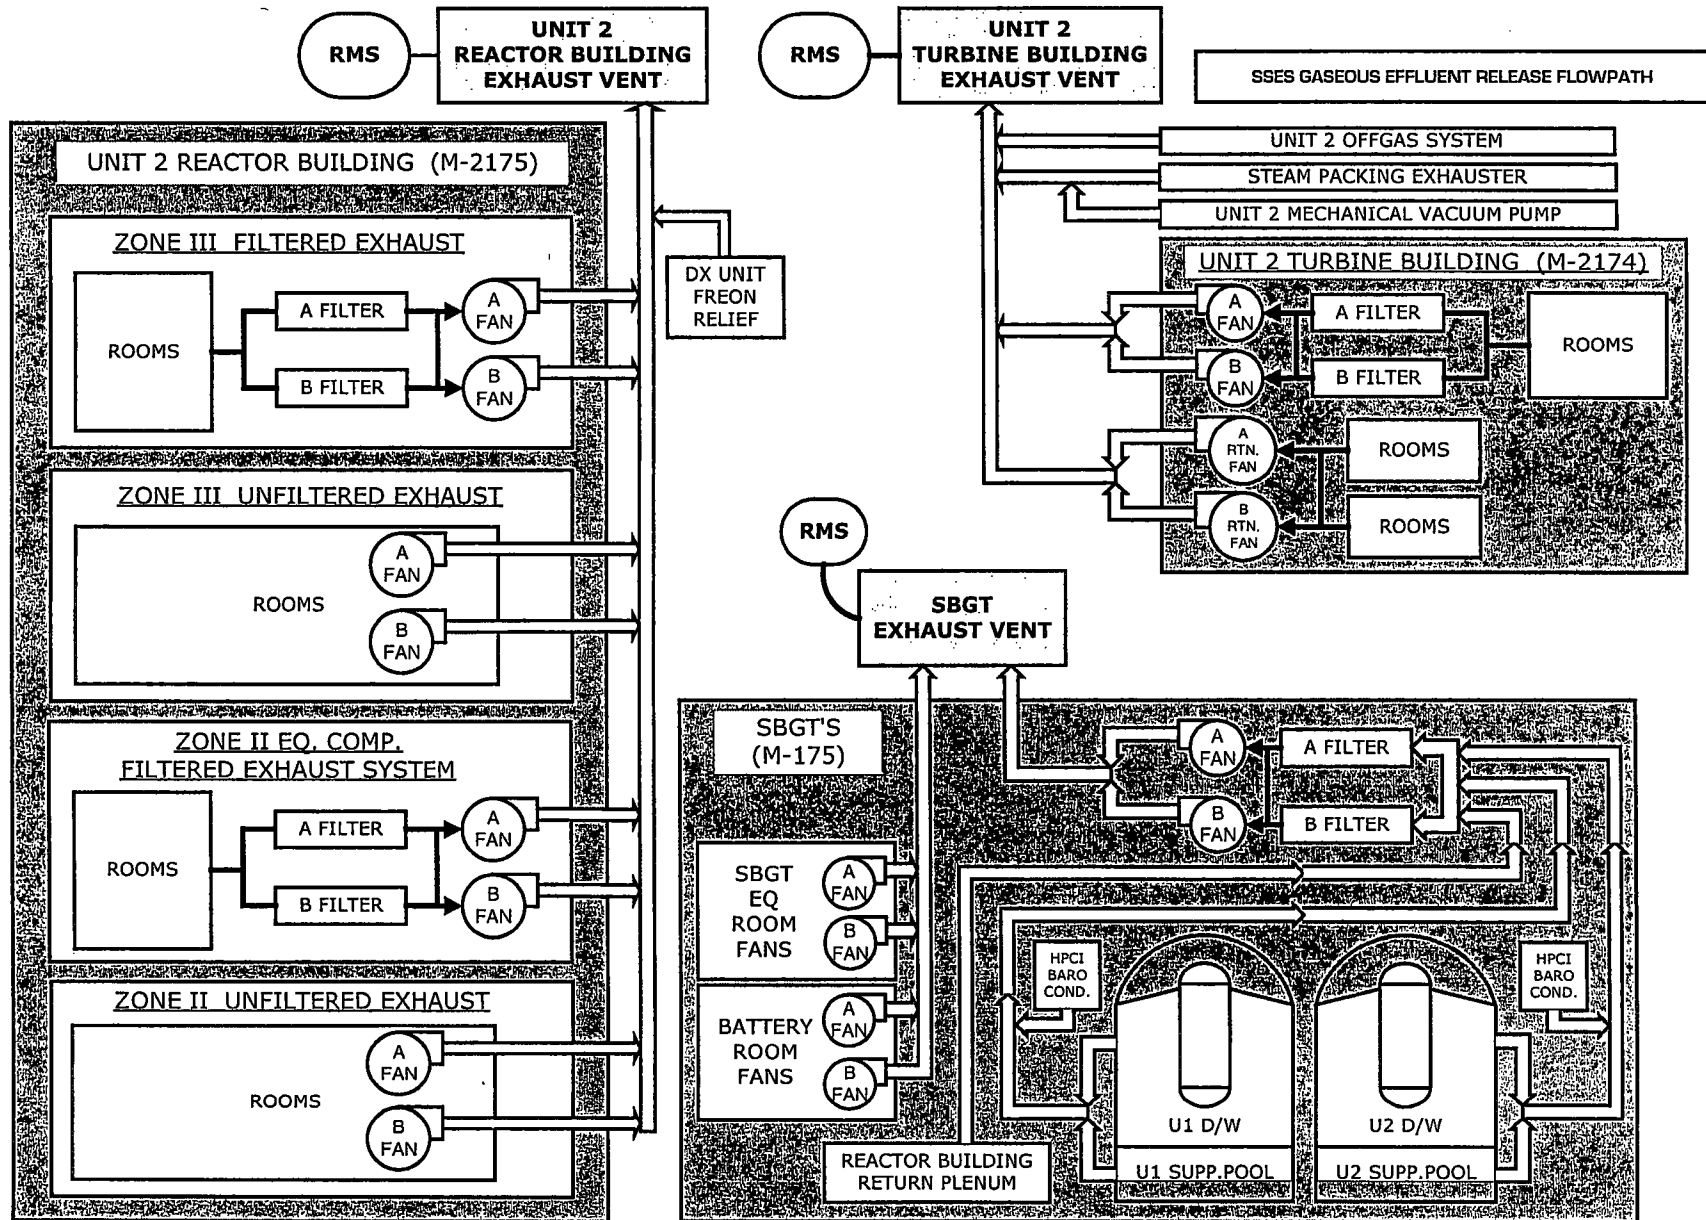 RMS
UNIT 2
REACTOR BUILDING
EXHAUST VENT
RMS
UNIT 2
TURBINE BUILDING
EXHAUST VENT
SSES GASEOUS EFFLUENT RELEASE FLOWPATH
UNIT 2 REACTOR BUILDING (M-2175)
ZONE III FILTERED EXHAUST
ROOMS
A FILTER
B FILTER
A
FAN
B
FAN
DX UNIT
FREON
RELIEF
ZONE III UNFILTERED EXHAUST
ROOMS
A
FAN
B
FAN
ZONE II EQ. COMP.
FILTERED EXHAUST SYSTEM
ROOMS
A FILTER
B FILTER
A
FAN
B
FAN
ZONE II UNFILTERED EXHAUST
ROOMS
A
FAN
B
FAN
UNIT 2 OFFGAS SYSTEM
STEAM PACKING EXHAUSTER
UNIT 2 MECHANICAL VACUUM PUMP
UNIT 2 TURBINE BUILDING (M-2174)
A
FAN
B
FAN
A FILTER
B FILTER
ROOMS
A
RTN.
FAN
B
RTN.
FAN
ROOMS
ROOMS
RMS
SBGT
EXHAUST VENT
SBGT'S
(M-175)
A
FAN
B
FAN
A FILTER
B FILTER
SBGT
EQ
ROOM
FANS
A
FAN
B
FAN
BATTERY
ROOM
FANS
A
FAN
B
FAN
REACTOR BUILDING
RETURN PLENUM
HPCI
BARO
COND.
U1 D/W
U1 SUPP.POOL
U2 D/W
U2 SUPP.POOL
HPCI
BARO
COND.